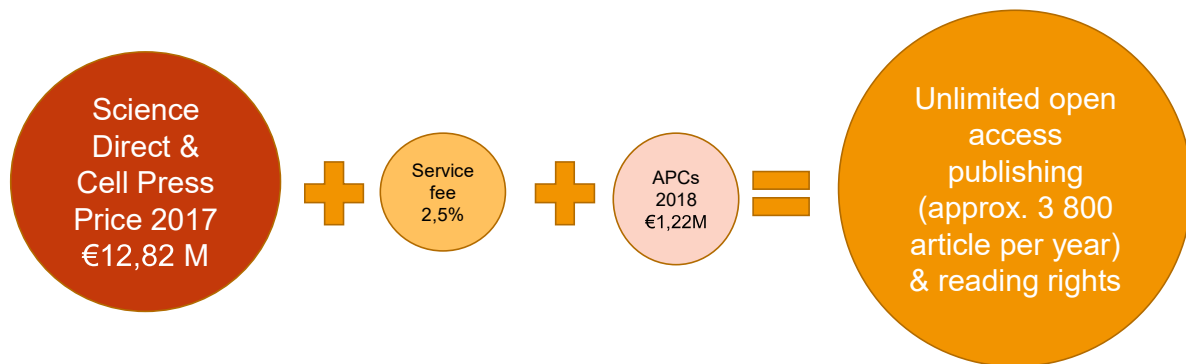 Science
Direct &
Cell Press
Price 2017
€12,82 M
Service
fee
2,5%
APCs
2018
€1,22M
Unlimited open
access
publishing
(approx. 3 800
article per year)
& reading rights